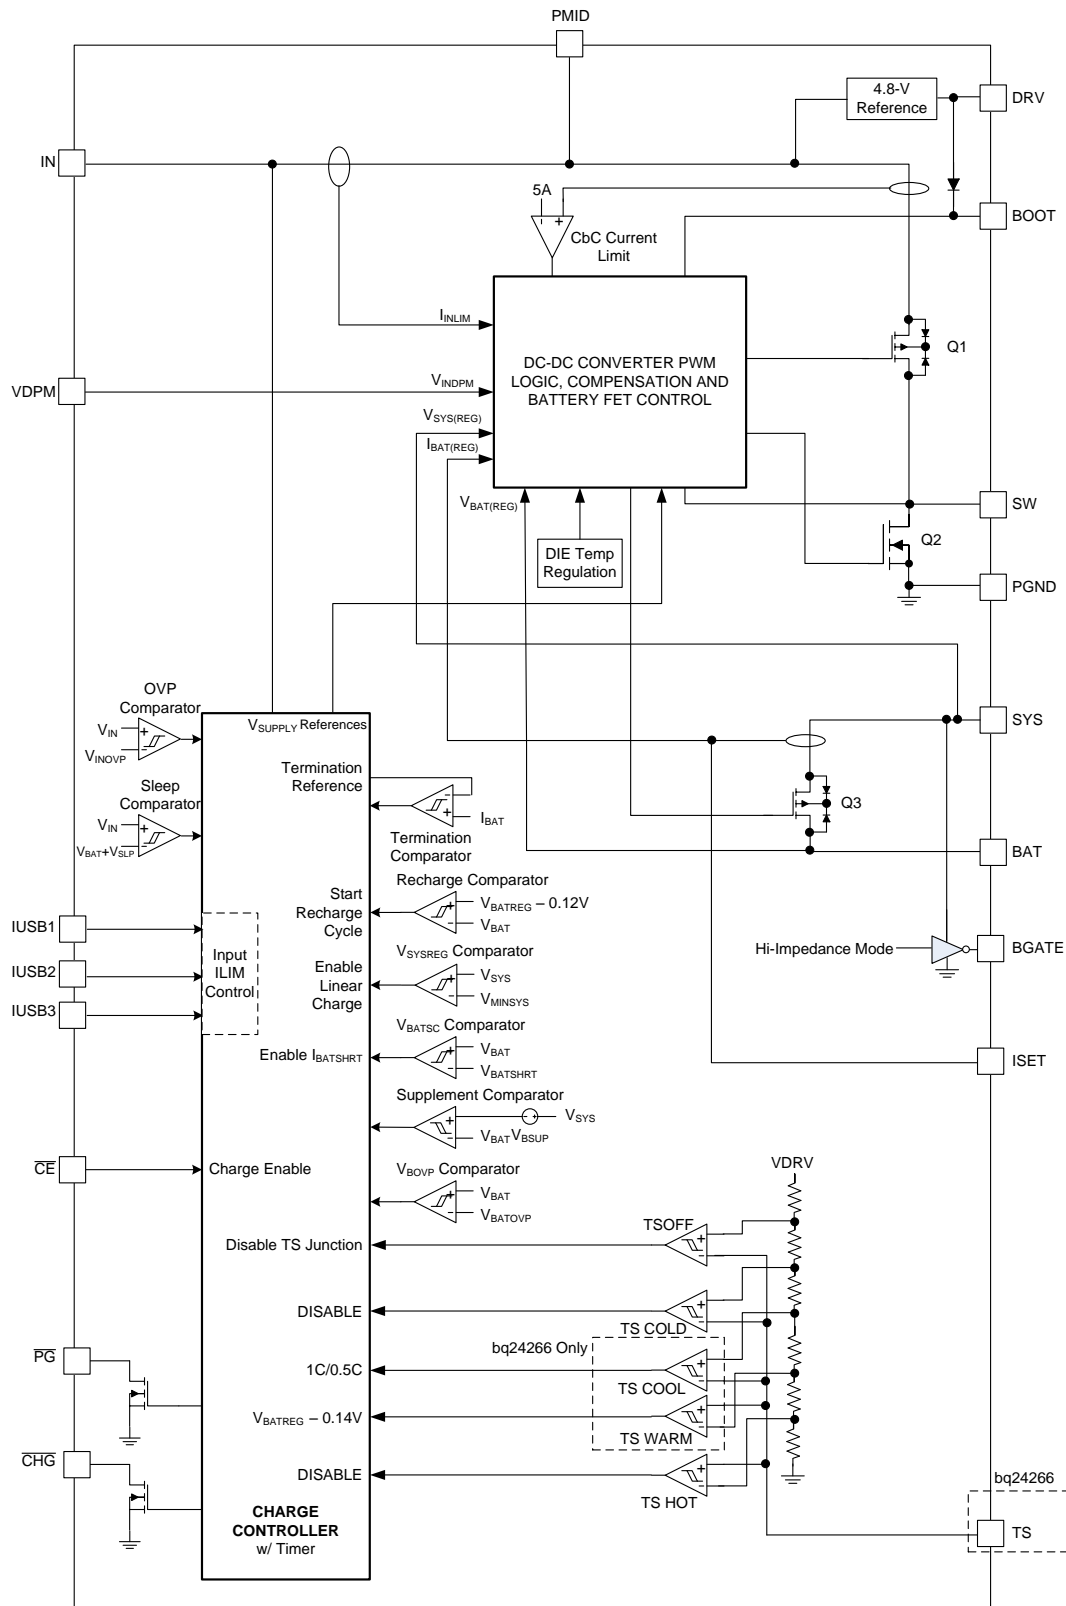 PMID
4.8-V
Reference
DRV
IN
5A
- +
CbC Current
Limit
BOOT
I_INLIM
DC-DC CONVERTER PWM
LOGIC, COMPENSATION AND
BATTERY FET CONTROL
Q1
VDPM
V_INDPM
V_SYS(REG)
I_BAT(REG)
V_BAT(REG)
SW
Q2
DIE Temp
Regulation
PGND
OVP
Comparator
V_IN
+
V_INOVP
-
V_SUPPLY References
SYS
Sleep
Comparator
V_IN
+
V_BAT+V_SLP
-
Termination
Reference
-
+
I_BAT
Termination
Comparator
Q3
BAT
Recharge Comparator
Start
Recharge
Cycle
+
V_BATREG – 0.12V
-
V_BAT
IUSB1
IUSB2
IUSB3
Input
ILIM
Control
V_SYSREG Comparator
Enable
Linear
Charge
+
V_SYS
-
V_MINSYS
Hi-Impedance Mode
BGATE
V_BATSC Comparator
Enable I_BATSHRT
+
V_BAT
-
V_BATSHRT
ISET
Supplement Comparator
+
- +
V_SYS
-
V_BAT V_BSUP
CE
Charge Enable
V_BOVP Comparator
+
V_BAT
-
V_BATOVP
VDRV
TSOFF
+
-
Disable TS Junction
DISABLE
+
-
TS COLD
bq24266 Only
1C/0.5C
+
-
TS COOL
V_BATREG – 0.14V
+
-
TS WARM
DISABLE
+
-
TS HOT
PG
CHG
CHARGE
CONTROLLER
w/ Timer
bq24266
TS